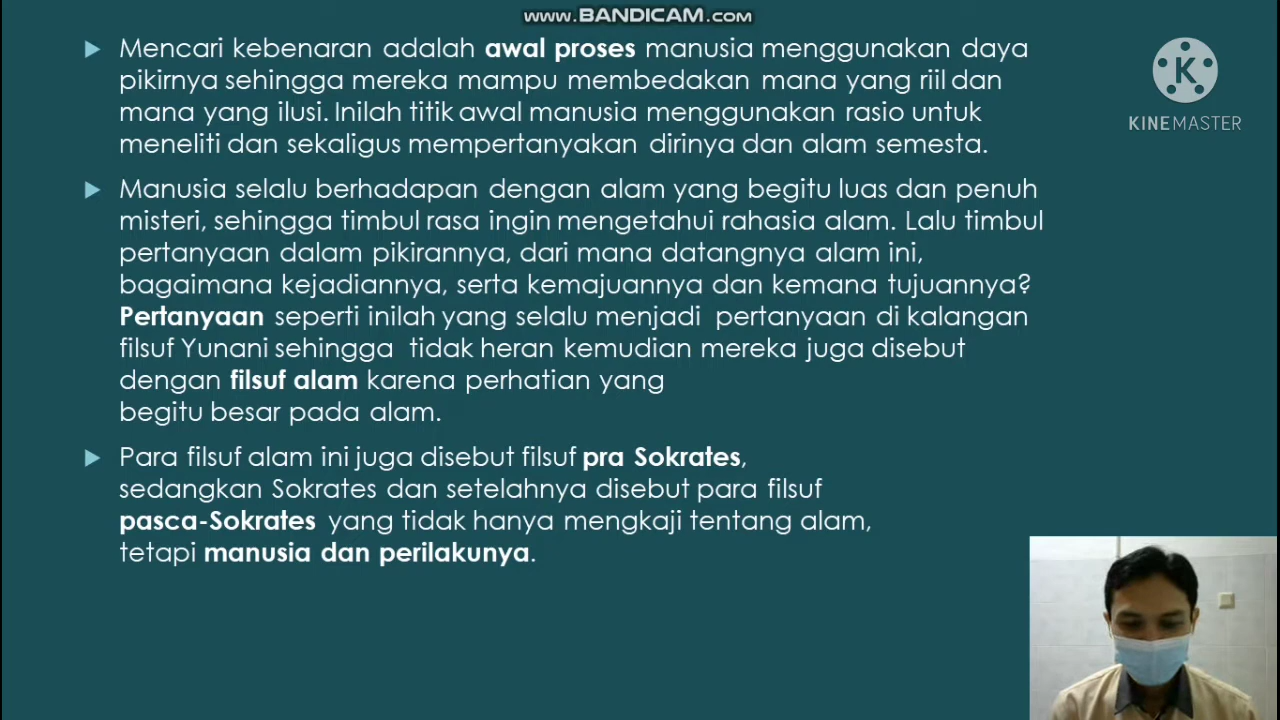 www.BANDICAM.com
Mencari kebenaran adalah awal proses manusia menggunakan daya
pikirnya sehingga mereka mampu membedakan mana yang riil dan
mana yang ilusi. Inilah titik awal manusia menggunakan rasio untuk
meneliti dan sekaligus mempertanyakan dirinya dan alam semesta.
Manusia selalu berhadapan dengan alam yang begitu luas dan penuh
misteri, sehingga timbul rasa ingin mengetahui rahasia alam. Lalu timbul
pertanyaan dalam pikirannya, dari mana datangnya alam ini,
bagaimana kejadiannya, serta kemajuannya dan kemana tujuannya?
Pertanyaan seperti inilah yang selalu menjadi pertanyaan di kalangan
filsuf Yunani sehingga tidak heran kemudian mereka juga disebut
dengan filsuf alam karena perhatian yang
begitu besar pada alam.
Para filsuf alam ini juga disebut filsuf pra Sokrates,
sedangkan Sokrates dan setelahnya disebut para filsuf
pasca-Sokrates yang tidak hanya mengkaji tentang alam,
tetapi manusia dan perilakunya.
K
KINEMASTER